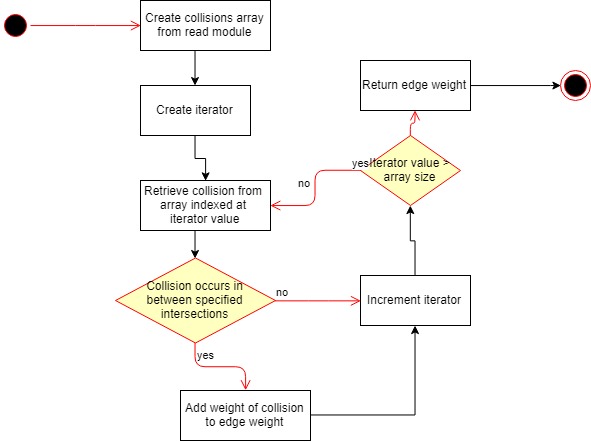 Create collisions array
from read module
Create iterator
Return edge weight
yes
Iterator value >
array size
no
Retrieve collision from
array indexed at
iterator value
Collision occurs in
between specified
intersections
no
Increment iterator
yes
Add weight of collision
to edge weight